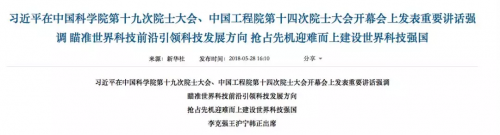 习近平在中国科学院第十九次院士大会、中国工程院第十四次院士大会开幕会上发表重要讲话强
调 瞄准世界科技前沿引领科技发展方向 抢占先机迎难而上建设世界科技强国
来源：新华社 发布时间：2018-05-28 16:10 分享
习近平在中国科学院第十九次院士大会、中国工程院第十四次院士大会开幕会上发表重要讲话强调
瞄准世界科技前沿引领科技发展方向
抢占先机迎难而上建设世界科技强国
李克强王沪宁韩正出席